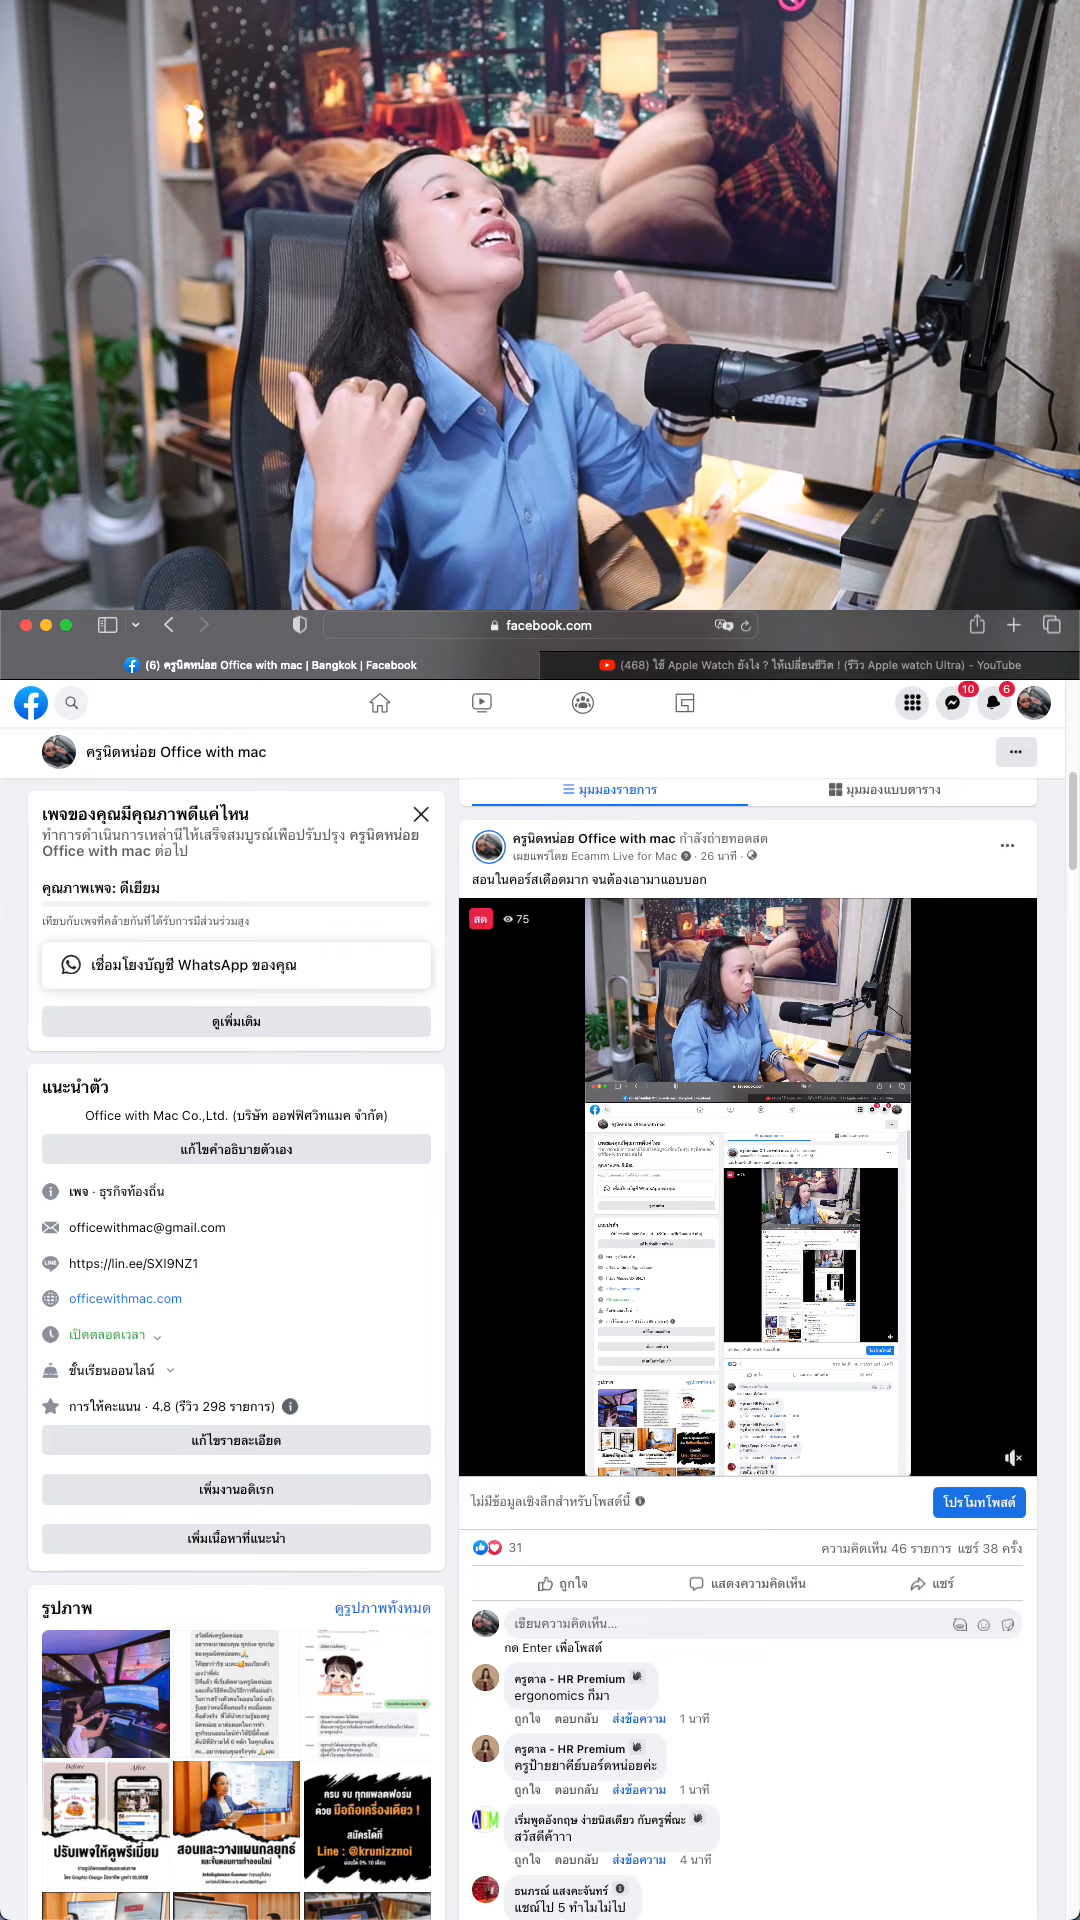 SHURE
facebook.com
(6) ครูนิดหน่อย Office with mac | Bangkok | Facebook
(468) ใช้ Apple Watch ยังไง ? ให้เปลี่ยนชีวิต ! (รีวิว Apple watch Ultra) - YouTube
10
6
ครูนิดหน่อย Office with mac
เพจของคุณมีคุณภาพดีแค่ไหน
ทำการดำเนินการเหล่านี้ให้เสร็จสมบูรณ์เพื่อปรับปรุง ครูนิดหน่อย
Office with mac ต่อไป
คุณภาพเพจ: ดีเยี่ยม
เทียบกับเพจที่คล้ายกันที่ได้รับการมีส่วนร่วมสูง
เชื่อมโยงบัญชี WhatsApp ของคุณ
ดูเพิ่มเติม
แนะนำตัว
Office with Mac Co.,Ltd. (บริษัท ออฟฟิศวิทแมค จำกัด)
แก้ไขคำอธิบายตัวเอง
เพจ · ธุรกิจท้องถิ่น
officewithmac@gmail.com
https://lin.ee/SXl9NZ1
officewithmac.com
เปิดตลอดเวลา
ชั้นเรียนออนไลน์
การให้คะแนน · 4.8 (รีวิว 298 รายการ)
แก้ไขรายละเอียด
เพิ่มงานอดิเรก
เพิ่มเนื้อหาที่แนะนำ
รูปภาพ
ดูรูปภาพทั้งหมด
Before
After
ปรับเพจให้ดูพรีเมี่ยม
สอนและวางแผนกลยุทธ์
และขั้นตอนการทำออนไลน์
ครบ จบ ทุกแพลตฟอร์ม
ด้วย มือถือเครื่องเดียว !
สมัครได้ที่
Line : @krunizznoi
มุมมองรายการ
มุมมองแบบตาราง
ครูนิดหน่อย Office with mac กำลังถ่ายทอดสด
เผยแพร่โดย Ecamm Live for Mac · 26 นาที ·
สอนในคอร์สเดือดมาก จนต้องเอามาแอบบอก
สด
75
ไม่มีข้อมูลเชิงลึกสำหรับโพสต์นี้
โปรโมทโพสต์
31
ความคิดเห็น 46 รายการ แชร์ 38 ครั้ง
ถูกใจ
แสดงความคิดเห็น
แชร์
เขียนความคิดเห็น...
กด Enter เพื่อโพสต์
ครูตาล - HR Premium
ergonomics ก็มา
ถูกใจ ตอบกลับ ส่งข้อความ 1 นาที
ครูตาล - HR Premium
ครูป้ายยาคีย์บอร์ดหน่อยค่ะ
ถูกใจ ตอบกลับ ส่งข้อความ 1 นาที
เริ่มพูดอังกฤษ ง่ายนิดเดียว กับครูพี่ณะ
สวัสดีค้าาา
ถูกใจ ตอบกลับ ส่งข้อความ 4 นาที
ธนภรณ์ แสงคะจันทร์
แชณ์ไป 5 ทำไมไม่ไป